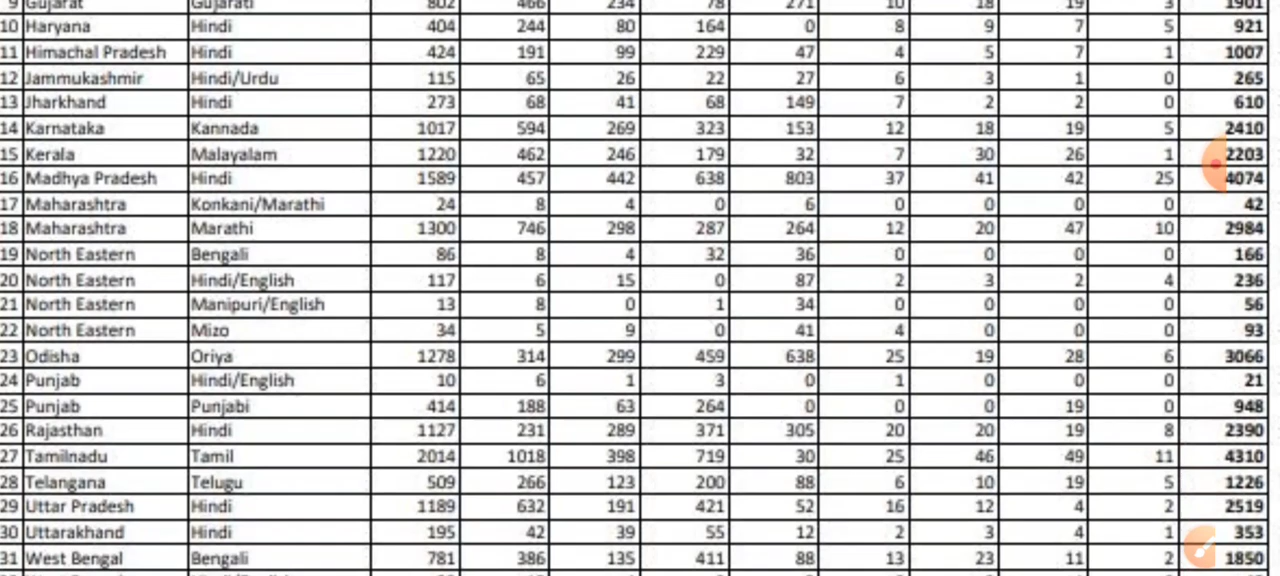 9 Gujarat Gujarati 802 466 234 78 271 10 18 19 3 1901
10 Haryana Hindi 404 244 80 164 0 8 9 7 5 921
11 Himachal Pradesh Hindi 424 191 99 229 47 4 5 7 1 1007
12 Jammukashmir Hindi/Urdu 115 65 26 22 27 6 3 1 0 265
13 Jharkhand Hindi 273 68 41 68 149 7 2 2 0 610
14 Karnataka Kannada 1017 594 269 323 153 12 18 19 5 2410
15 Kerala Malayalam 1220 462 246 179 32 7 30 26 1 2203
16 Madhya Pradesh Hindi 1589 457 442 638 803 37 41 42 25 4074
17 Maharashtra Konkani/Marathi 24 8 4 0 6 0 0 0 0 42
18 Maharashtra Marathi 1300 746 298 287 264 12 20 47 10 2984
19 North Eastern Bengali 86 8 4 32 36 0 0 0 0 166
20 North Eastern Hindi/English 117 6 15 0 87 2 3 2 4 236
21 North Eastern Manipuri/English 13 8 0 1 34 0 0 0 0 56
22 North Eastern Mizo 34 5 9 0 41 4 0 0 0 93
23 Odisha Oriya 1278 314 299 459 638 25 19 28 6 3066
24 Punjab Hindi/English 10 6 1 3 0 1 0 0 0 21
25 Punjab Punjabi 414 188 63 264 0 0 0 19 0 948
26 Rajasthan Hindi 1127 231 289 371 305 20 20 19 8 2390
27 Tamilnadu Tamil 2014 1018 398 719 30 25 46 49 11 4310
28 Telangana Telugu 509 266 123 200 88 6 10 19 5 1226
29 Uttar Pradesh Hindi 1189 632 191 421 52 16 12 4 2 2519
30 Uttarakhand Hindi 195 42 39 55 12 2 3 4 1 353
31 West Bengal Bengali 781 386 135 411 88 13 23 11 2 1850